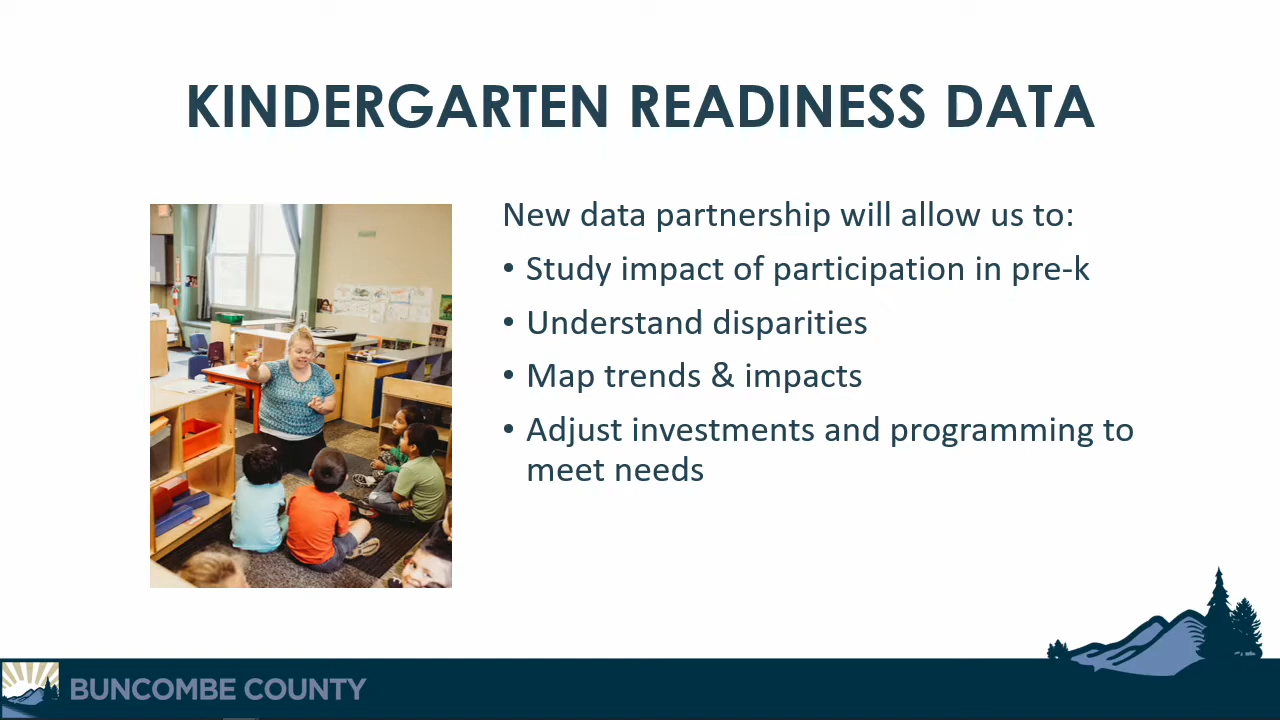 KINDERGARTEN READINESS DATA
New data partnership will allow us to:
• Study impact of participation in pre-k
• Understand disparities
• Map trends & impacts
• Adjust investments and programming to
meet needs
BUNCOMBE COUNTY